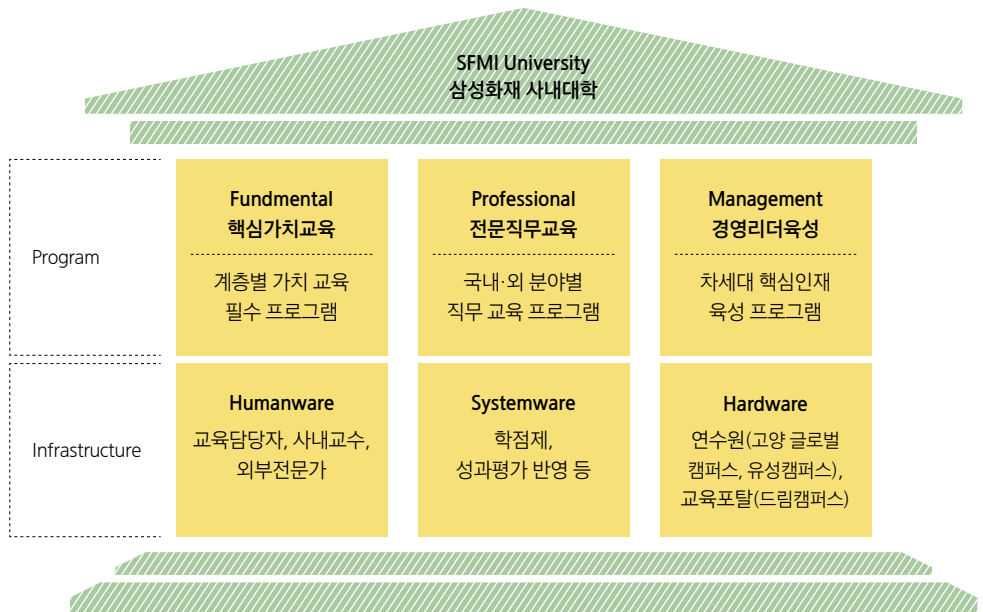 SFMI University
삼성화재 사내대학
Program
Fundmental
핵심가치교육
계층별 가치 교육
필수 프로그램
Professional
전문직무교육
국내·외 분야별
직무 교육 프로그램
Management
경영리더육성
차세대 핵심인재
육성 프로그램
Infrastructure
Humanware
교육담당자, 사내교수,
외부전문가
Systemware
학점제,
성과평가 반영 등
Hardware
연수원(고양 글로벌
캠퍼스, 유성캠퍼스),
교육포탈(드림캠퍼스)